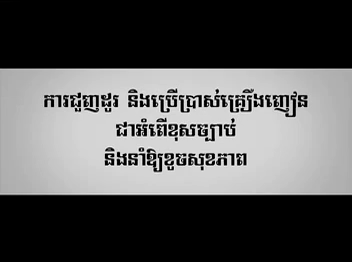 ការជួញដូរ និងប្រើប្រាស់គ្រឿងញៀន
ជាអំពើខុសច្បាប់
និងនាំឱ្យខូចសុខភាព